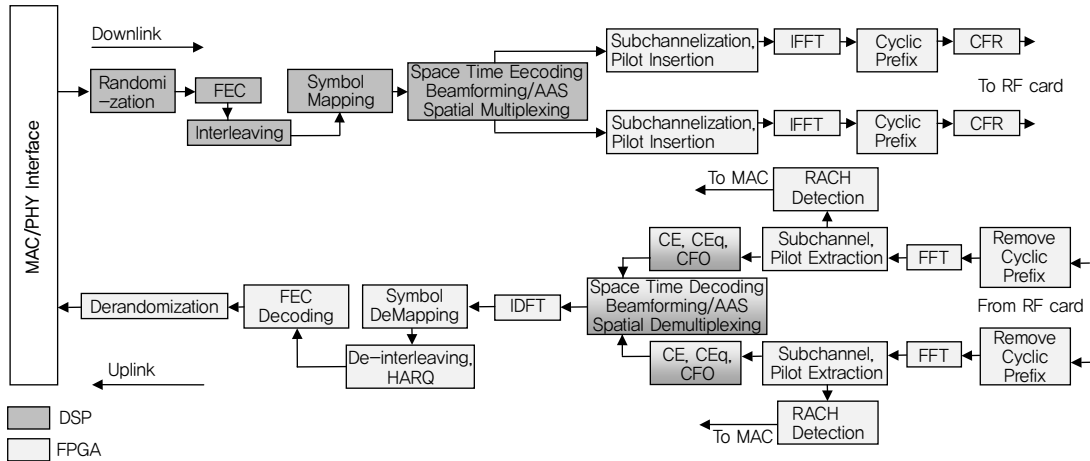 MAC/PHY Interface
Downlink
Randomi
-zation
FEC
Interleaving
Symbol
Mapping
Space Time Eecoding
Beamforming/AAS
Spatial Multiplexing
Subchannelization,
Pilot Insertion
IFFT
Cyclic
Prefix
CFR
To RF card
Subchannelization,
Pilot Insertion
IFFT
Cyclic
Prefix
CFR
To MAC
RACH
Detection
CE, CEq,
CFO
Subchannel,
Pilot Extraction
FFT
Remove
Cyclic
Prefix
Derandomization
FEC
Decoding
Symbol
DeMapping
IDFT
Space Time Decoding
Beamforming/AAS
Spatial Demultiplexing
From RF card
De-interleaving,
HARQ
CE, CEq,
CFO
Subchannel,
Pilot Extraction
FFT
Remove
Cyclic
Prefix
Uplink
To MAC
RACH
Detection
DSP
FPGA